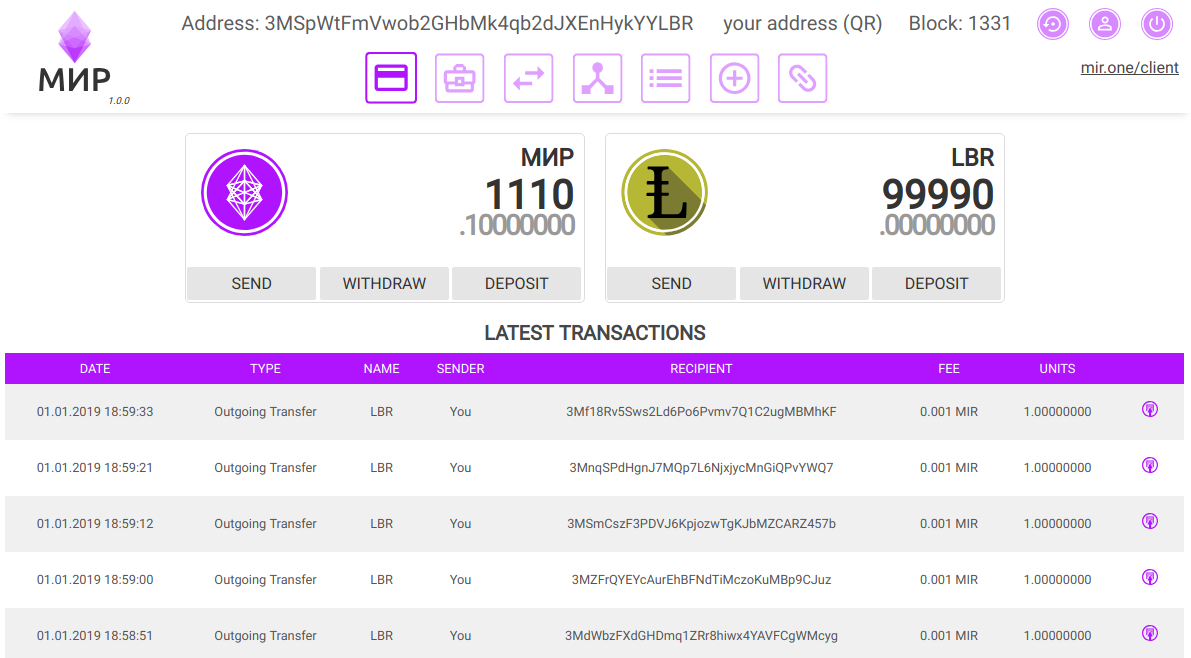 Address: 3MSpWtFmVwob2GHbMk4qb2dJXEnHykYYLBR your address (QR) Block: 1331
mir.one/client
МИР
1.0.0
МИР
1110
.10000000
SEND WITHDRAW DEPOSIT
LBR
99990
.00000000
SEND WITHDRAW DEPOSIT
LATEST TRANSACTIONS
DATE TYPE NAME SENDER RECIPIENT FEE UNITS
01.01.2019 18:59:33 Outgoing Transfer LBR You 3Mf18Rv5Sws2Ld6Po6Pvmv7Q1C2ugMBMhKF 0.001 MIR 1.00000000
01.01.2019 18:59:21 Outgoing Transfer LBR You 3MnqSPdHgnJ7MQp7L6NjxjycMnGiQPvYWQ7 0.001 MIR 1.00000000
01.01.2019 18:59:12 Outgoing Transfer LBR You 3MSmCszF3PDVJ6KpjozwTgKJbMZCARZ457b 0.001 MIR 1.00000000
01.01.2019 18:59:00 Outgoing Transfer LBR You 3MZFrQYEYcAurEhBFNdTiMczoKuMBp9CJuz 0.001 MIR 1.00000000
01.01.2019 18:58:51 Outgoing Transfer LBR You 3MdWbzFXdGHDmq1ZRr8hiwx4YAVFCgWMcyg 0.001 MIR 1.00000000